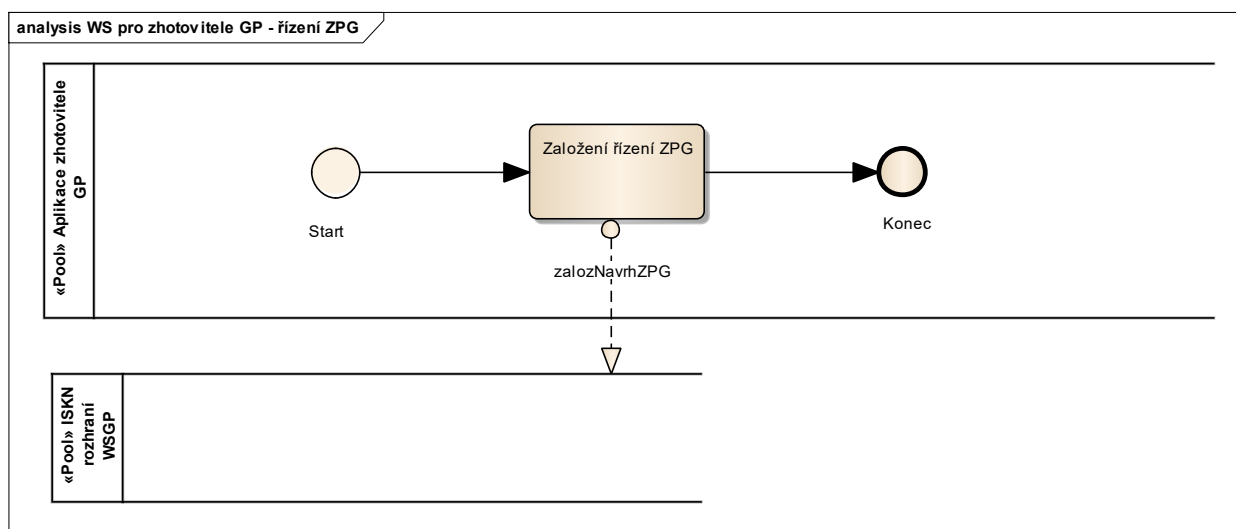 analysis WS pro zhotovitele GP - řízení ZPG
«Pool» Aplikace zhotovitele
GP
Založení řízení ZPG
Start
Konec
zalozNavrhZPG
«Pool» ISKN
rozhraní
WSGP